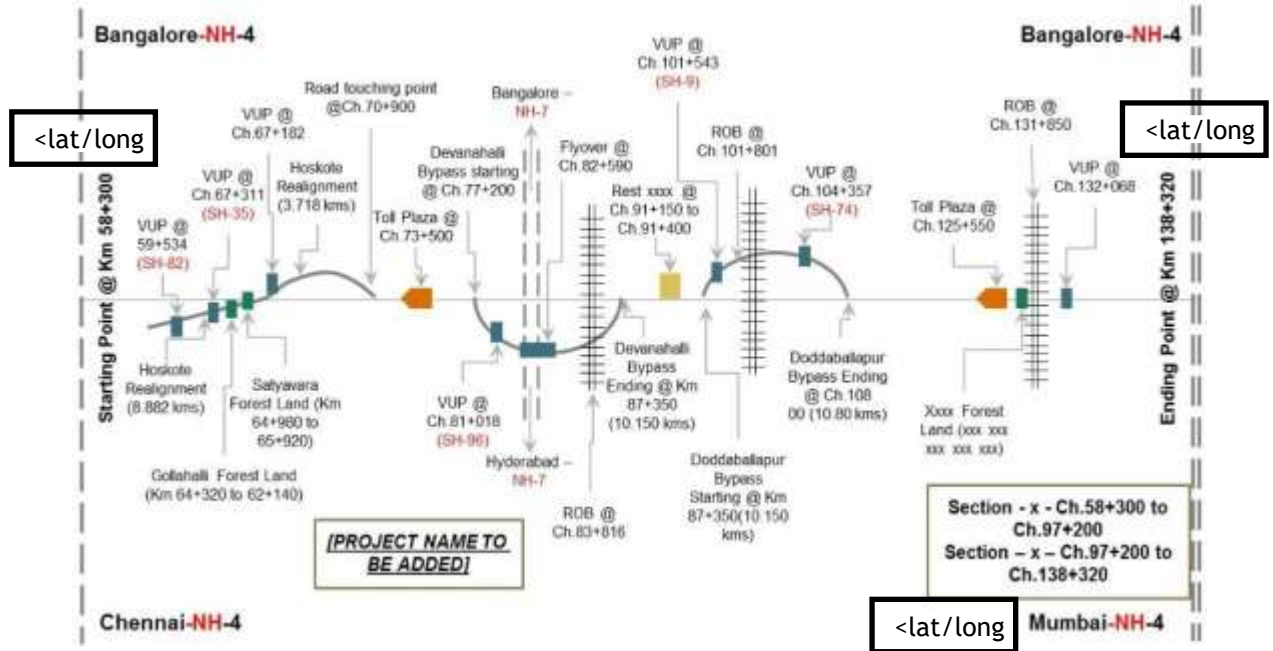 Bangalore-NH-4
Bangalore-NH-4
<lat/long
<lat/long
Starting Point @ Km 58+300
Ending Point @ Km 138+320
VUP @
59+534
(SH-82)
VUP @
Ch.67+311
(SH-35)
VUP @
Ch.67+182
Hoskote
Realignment
(3.718 kms)
Road touching point
@Ch.70+900
Toll Plaza @
Ch.73+500
Devanahalli
Bypass starting
@ Ch.77+200
Bangalore –
NH-7
Flyover @
Ch.82+590
Rest xxxx @
Ch.91+150 to
Ch.91+400
VUP @
Ch.101+543
(SH-9)
ROB @
Ch.101+801
VUP @
Ch.104+357
(SH-74)
Toll Plaza @
Ch.125+550
ROB @
Ch.131+850
VUP @
Ch.132+068
Hoskote
Realignment
(8.882 kms)
Satyavara
Forest Land (Km
64+980 to
65+920)
Gollahalli Forest Land
(Km 64+320 to 62+140)
VUP @
Ch.81+018
(SH-96)
Hyderabad –
NH-7
ROB @
Ch.83+816
Devanahalli
Bypass
Ending @ Km
87+350
(10.150 kms)
Doddaballapur
Bypass
Starting @ Km
87+350(10.150
kms)
Doddaballapur
Bypass Ending
@ Ch.108
00 (10.80 kms)
Xxxx Forest
Land (xxx xxx
xxx xxx xxx)
[PROJECT NAME TO
BE ADDED]
Section - x - Ch.58+300 to
Ch.97+200
Section – x – Ch.97+200 to
Ch.138+320
Chennai-NH-4
<lat/long
Mumbai-NH-4